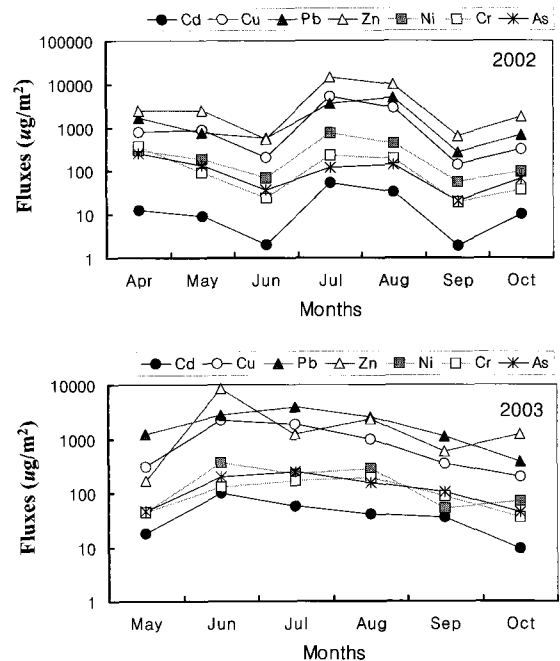 Cd Cu Pb Zn Ni Cr As
100000
2002
10000
1000
100
10
1
Fluxes (ug/m²)
Apr May Jun Jul Aug Sep Oct
Months
Cd Cu Pb Zn Ni Cr As
10000
2003
1000
100
10
1
Fluxes (ug/m²)
May Jun Jul Aug Sep Oct
Months